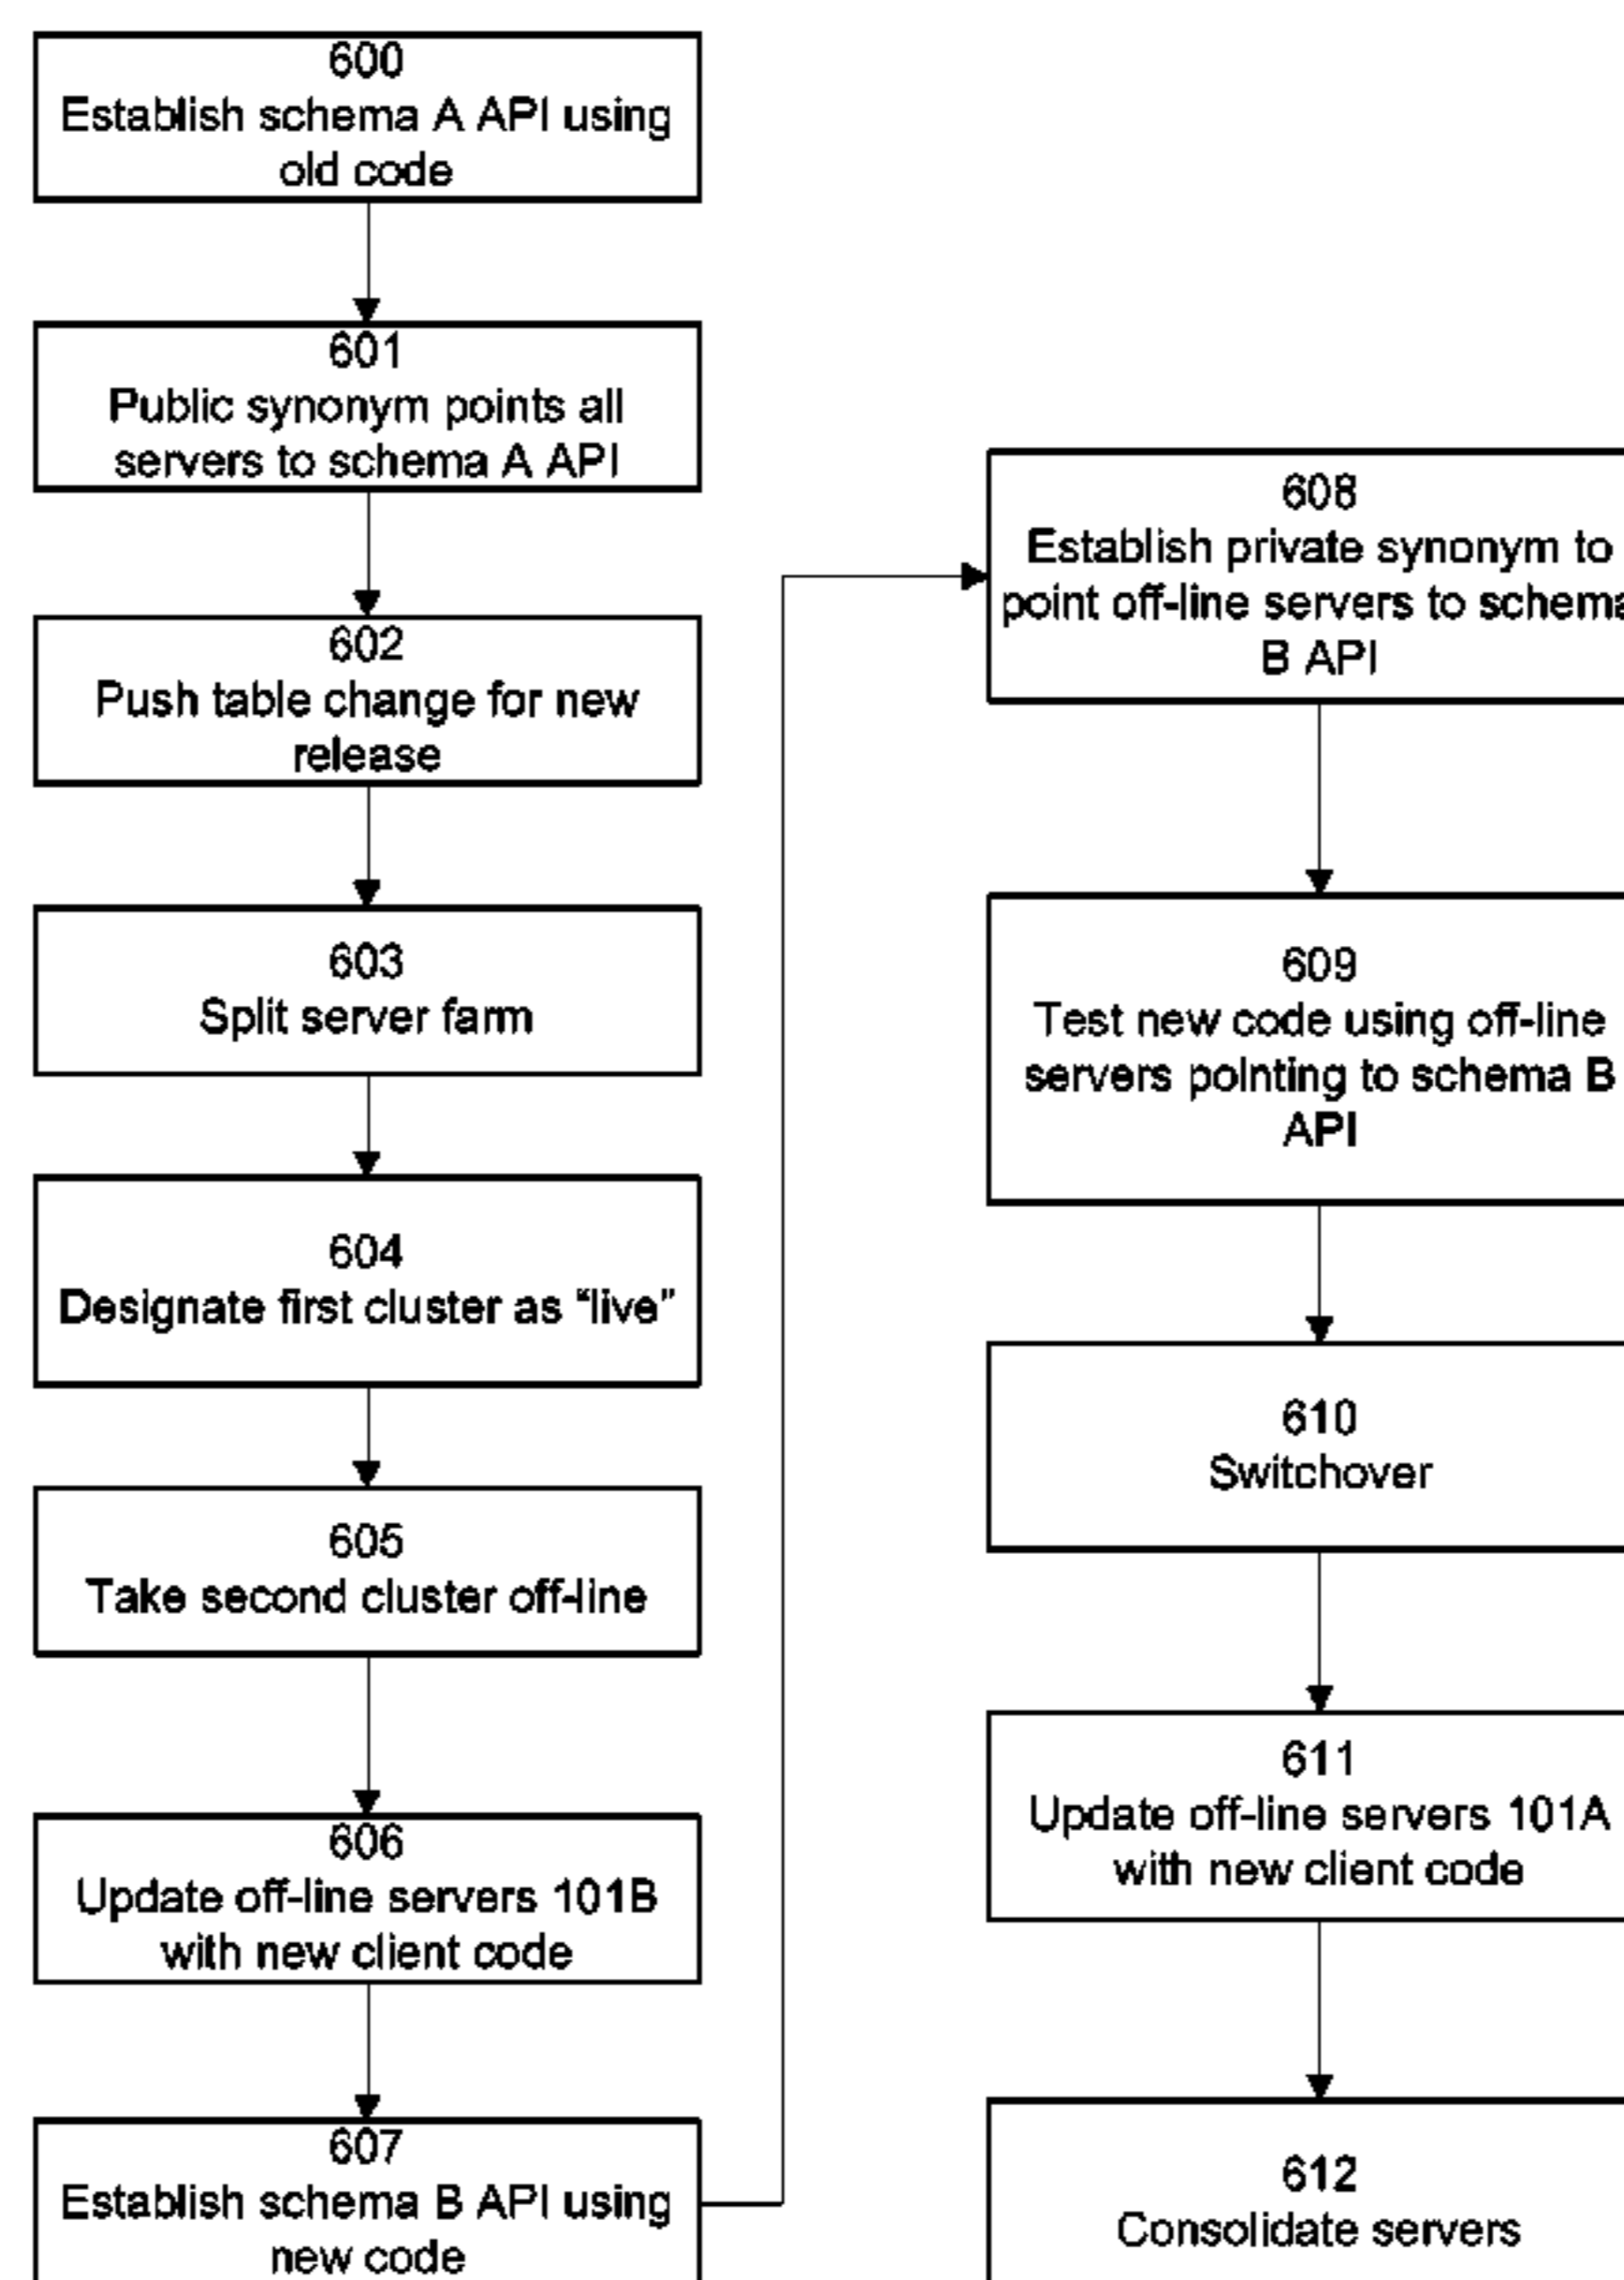 600
Establish schema A API using
old code
601
Public synonym points all
servers to schema A API
602
Push table change for new
release
603
Split server farm
604
Designate first cluster as “live”
605
Take second cluster off-line
606
Update off-line servers 101B
with new client code
607
Establish schema B API using
new code
608
Establish private synonym to
point off-line servers to schema
B API
609
Test new code using off-line
servers pointing to schema B
API
610
Switchover
611
Update off-line servers 101A
with new client code
612
Consolidate servers